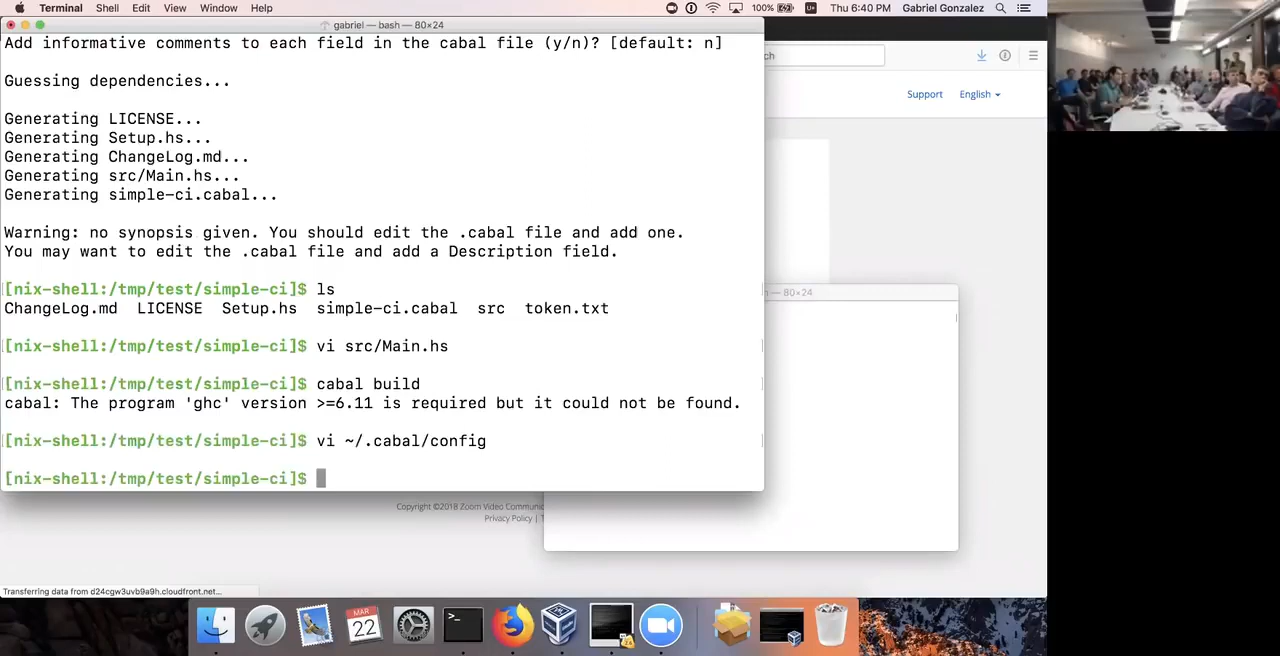 Terminal Shell Edit View Window Help 100% Thu 6:40 PM Gabriel Gonzalez
gabriel — bash — 80×24
Add informative comments to each field in the cabal file (y/n)? [default: n]
Guessing dependencies...
Generating LICENSE...
Generating Setup.hs...
Generating ChangeLog.md...
Generating src/Main.hs...
Generating simple-ci.cabal...
Warning: no synopsis given. You should edit the .cabal file and add one.
You may want to edit the .cabal file and add a Description field.
[nix-shell:/tmp/test/simple-ci]$ ls
ChangeLog.md LICENSE Setup.hs simple-ci.cabal src token.txt
[nix-shell:/tmp/test/simple-ci]$ vi src/Main.hs
[nix-shell:/tmp/test/simple-ci]$ cabal build
cabal: The program 'ghc' version >=6.11 is required but it could not be found.
[nix-shell:/tmp/test/simple-ci]$ vi ~/.cabal/config
[nix-shell:/tmp/test/simple-ci]$
ch
Support English
h — 80×24
Copyright ©2018 Zoom Video Communic
Privacy Policy | T
Transferring data from d24cgw3uvb9a9h.cloudfront.net...
MAR
22